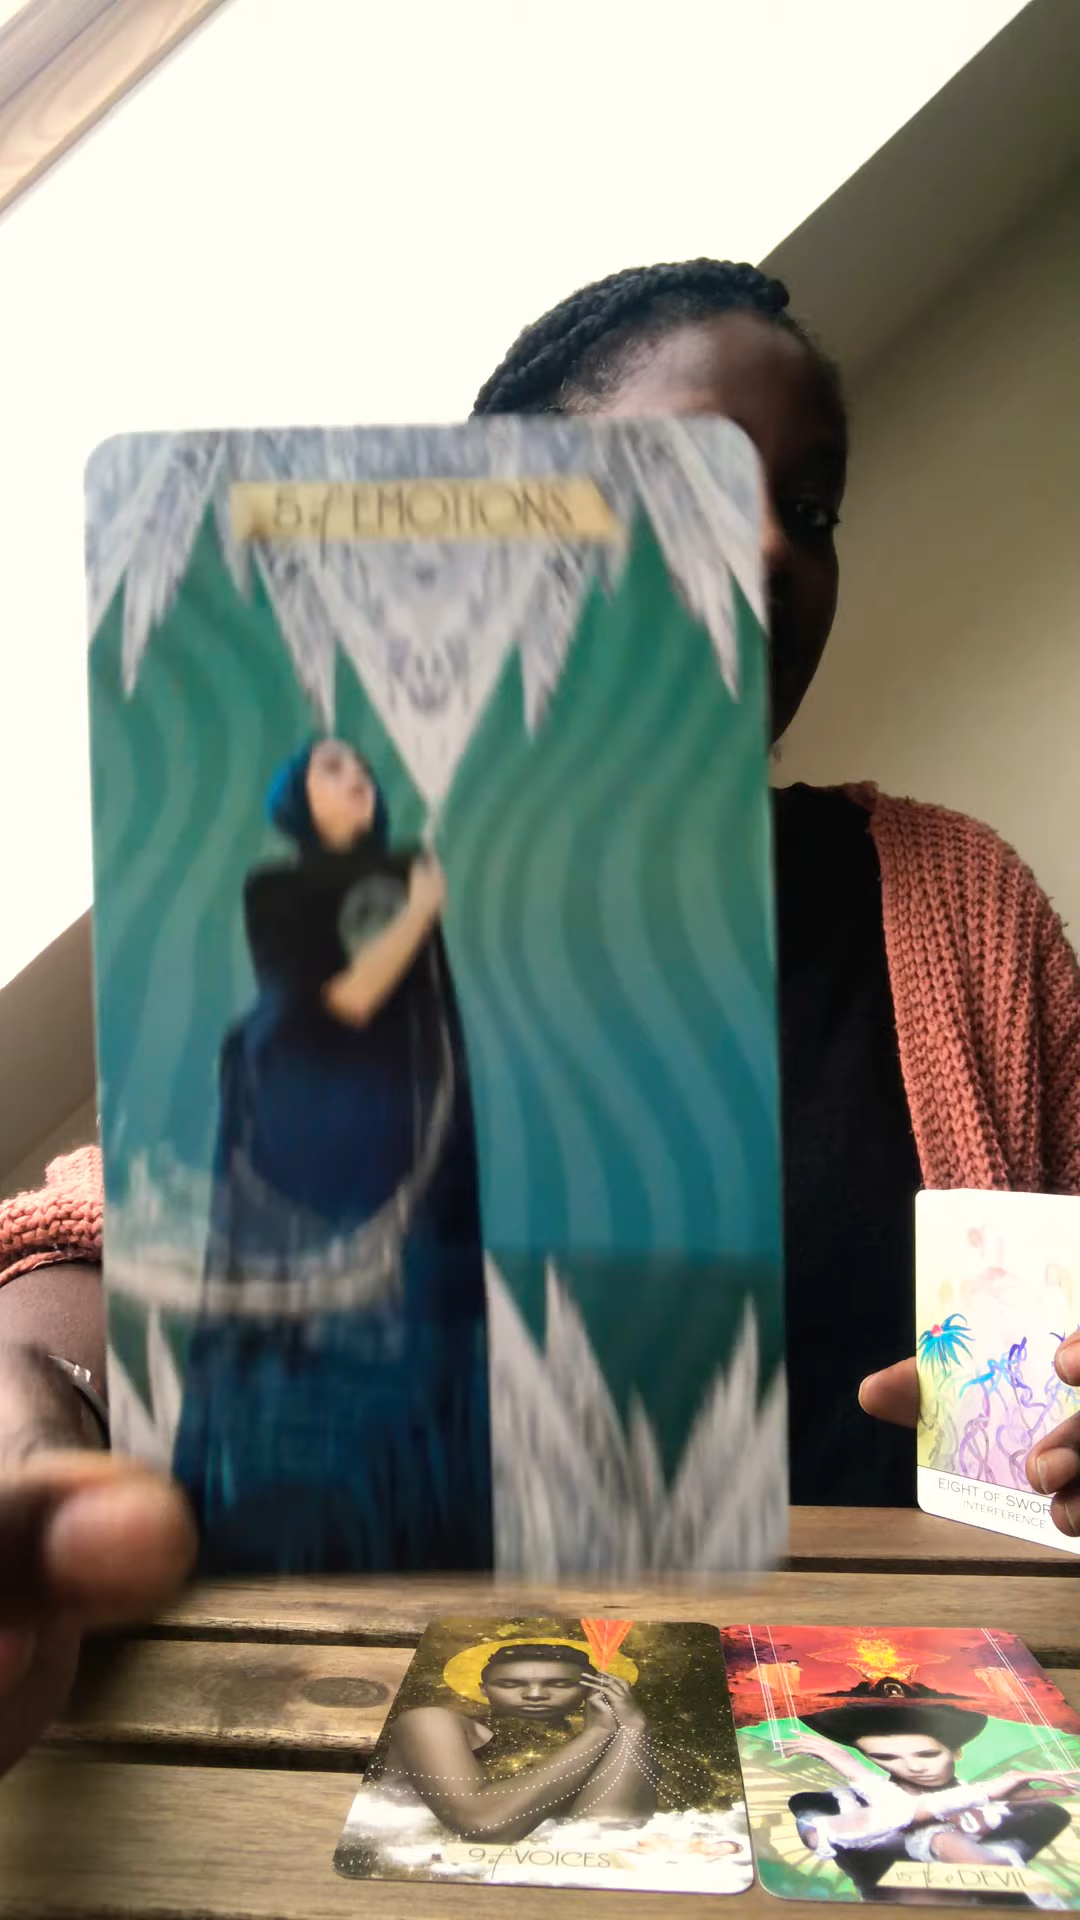 5 of EMOTIONS
EIGHT OF SWOR
INTERFERENCE
9 of VOICES
15 the DEVIL